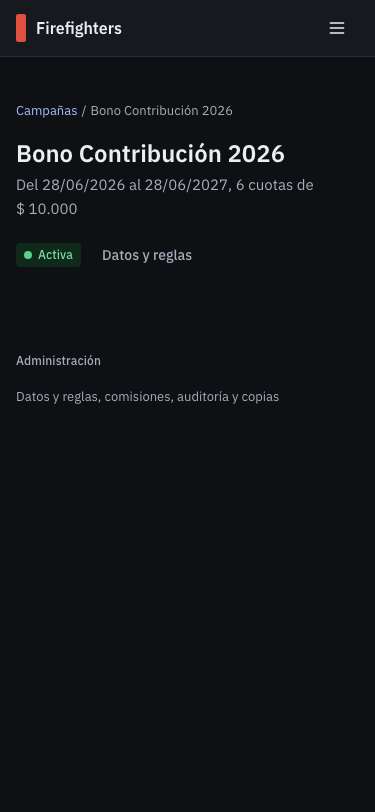 Firefighters
Campañas / Bono Contribución 2026
Bono Contribución 2026
Del 28/06/2026 al 28/06/2027, 6 cuotas de
$ 10.000
Activa
Datos y reglas
Administración
Datos y reglas, comisiones, auditoría y copias